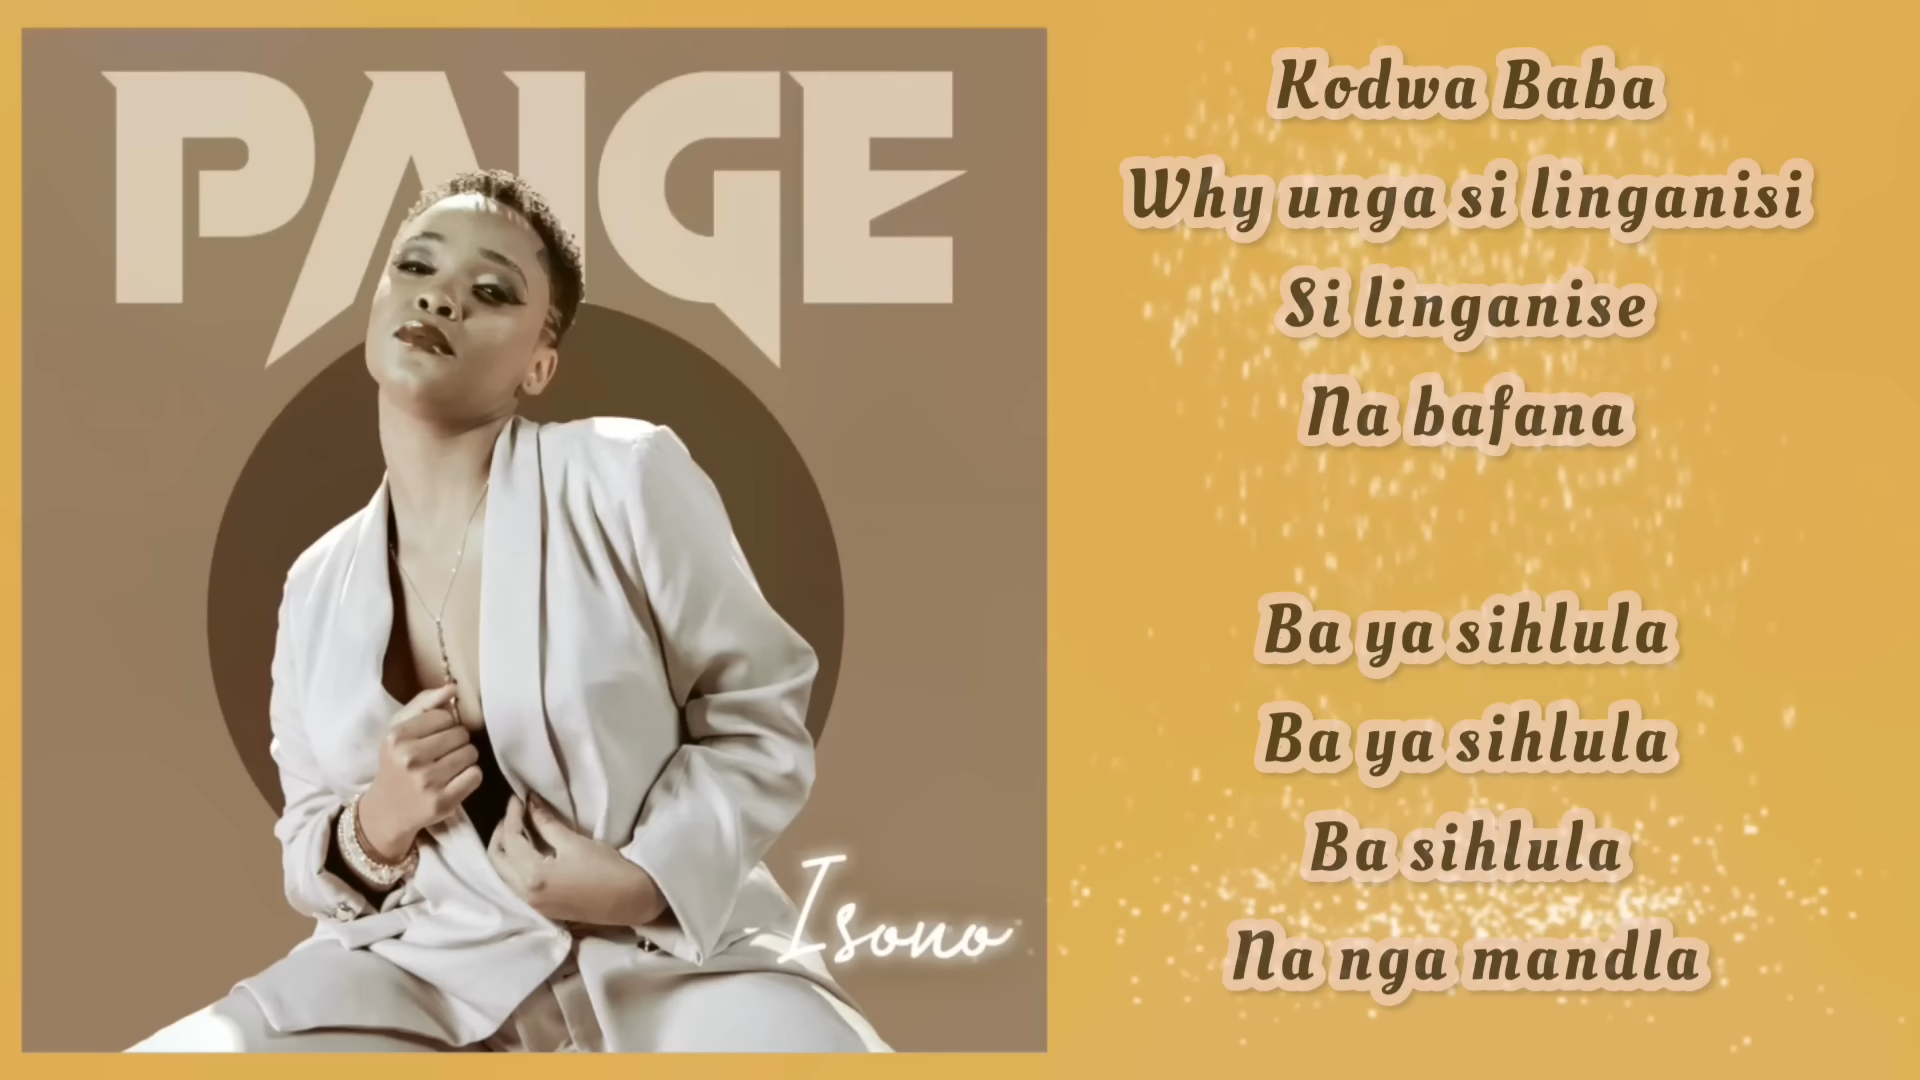 PAIGE
Isono
Kodwa Baba
Why unga si linganisi
Si linganise
Na bafana
Ba ya sihlula
Ba ya sihlula
Ba sihlula
Na nga mandla